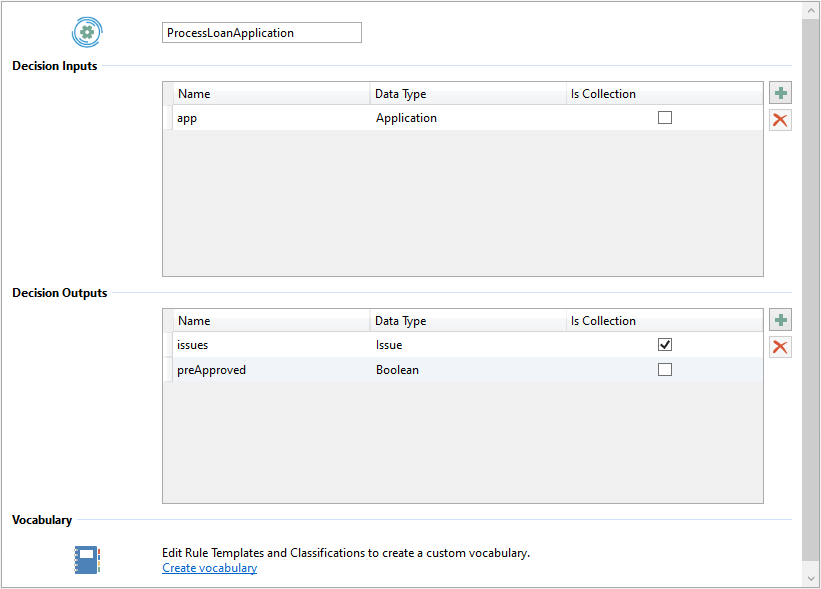 ProcessLoanApplication
Decision Inputs
Name Data Type Is Collection
app Application
Decision Outputs
Name Data Type Is Collection
issues Issue
preApproved Boolean
Vocabulary
Edit Rule Templates and Classifications to create a custom vocabulary.
Create vocabulary